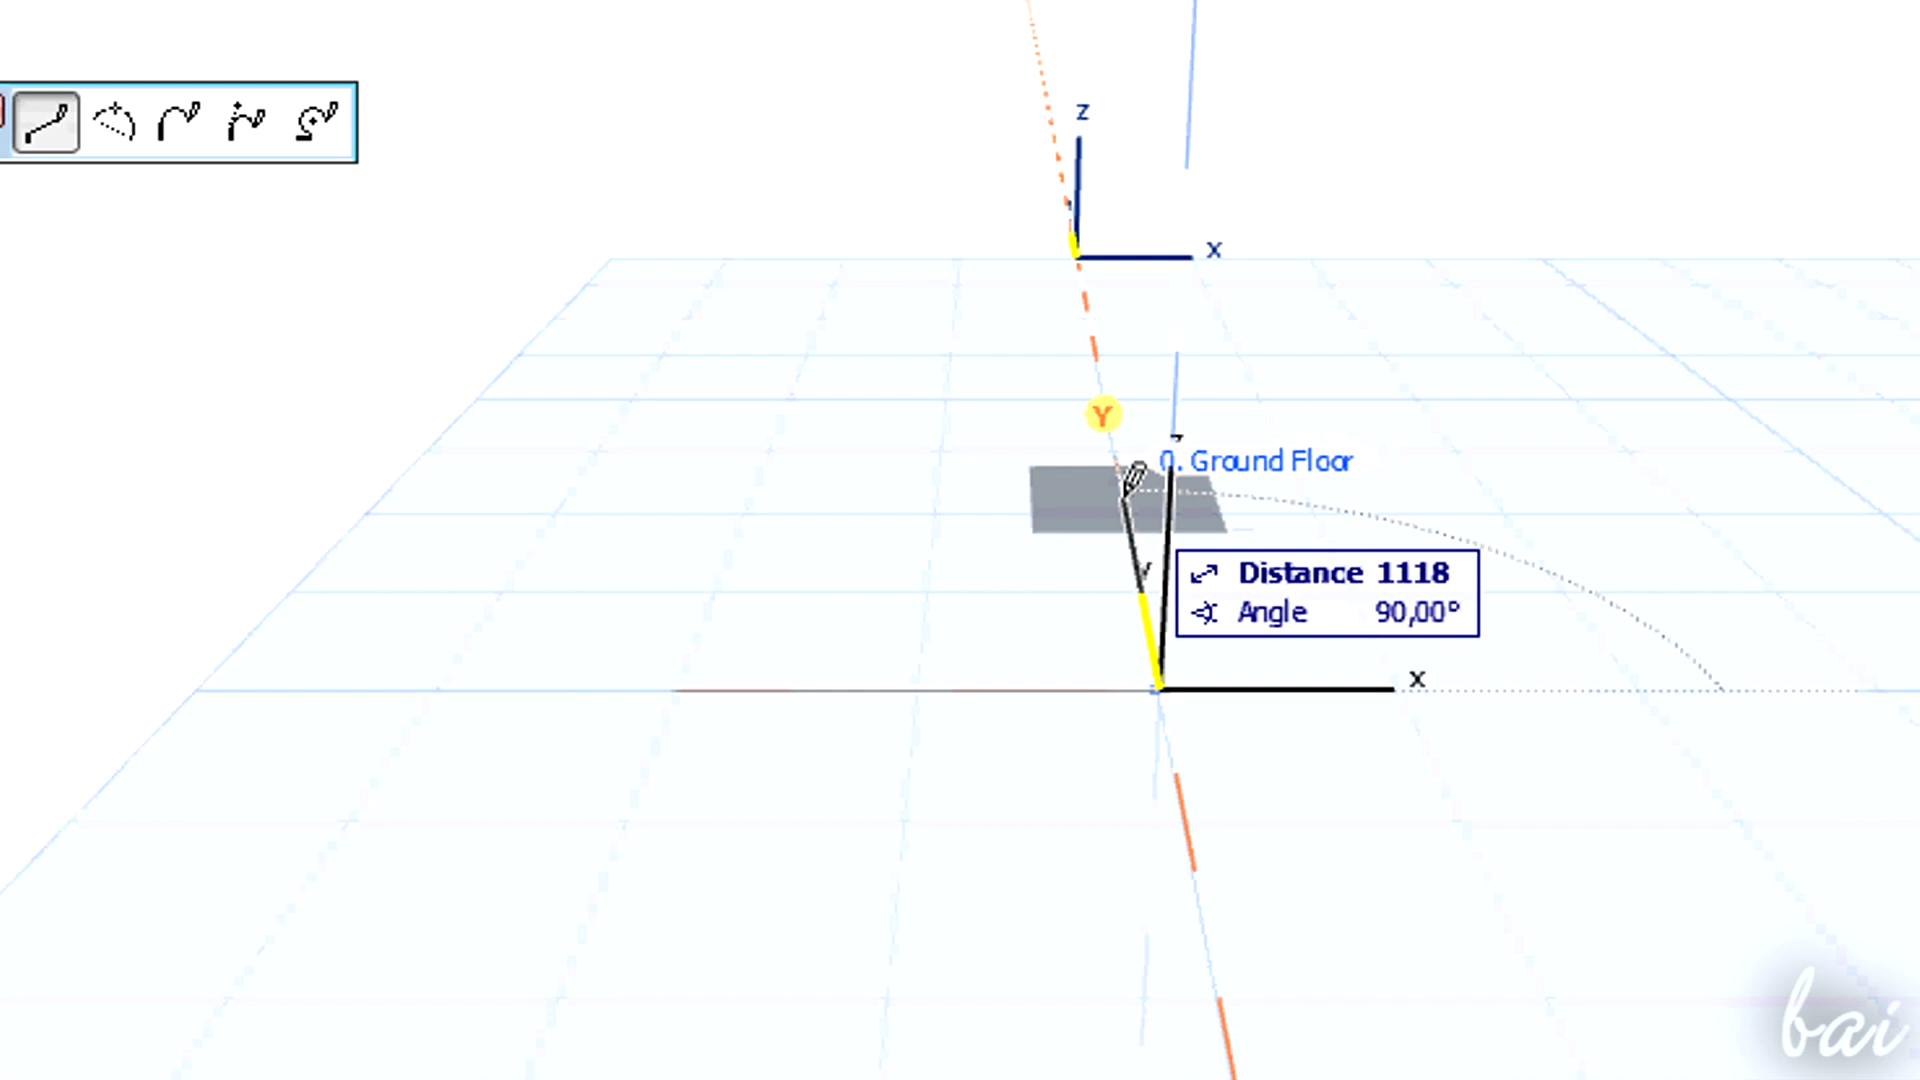 z
x
Y
0. Ground Floor
Distance 1118
Angle 90,00°
x
bai